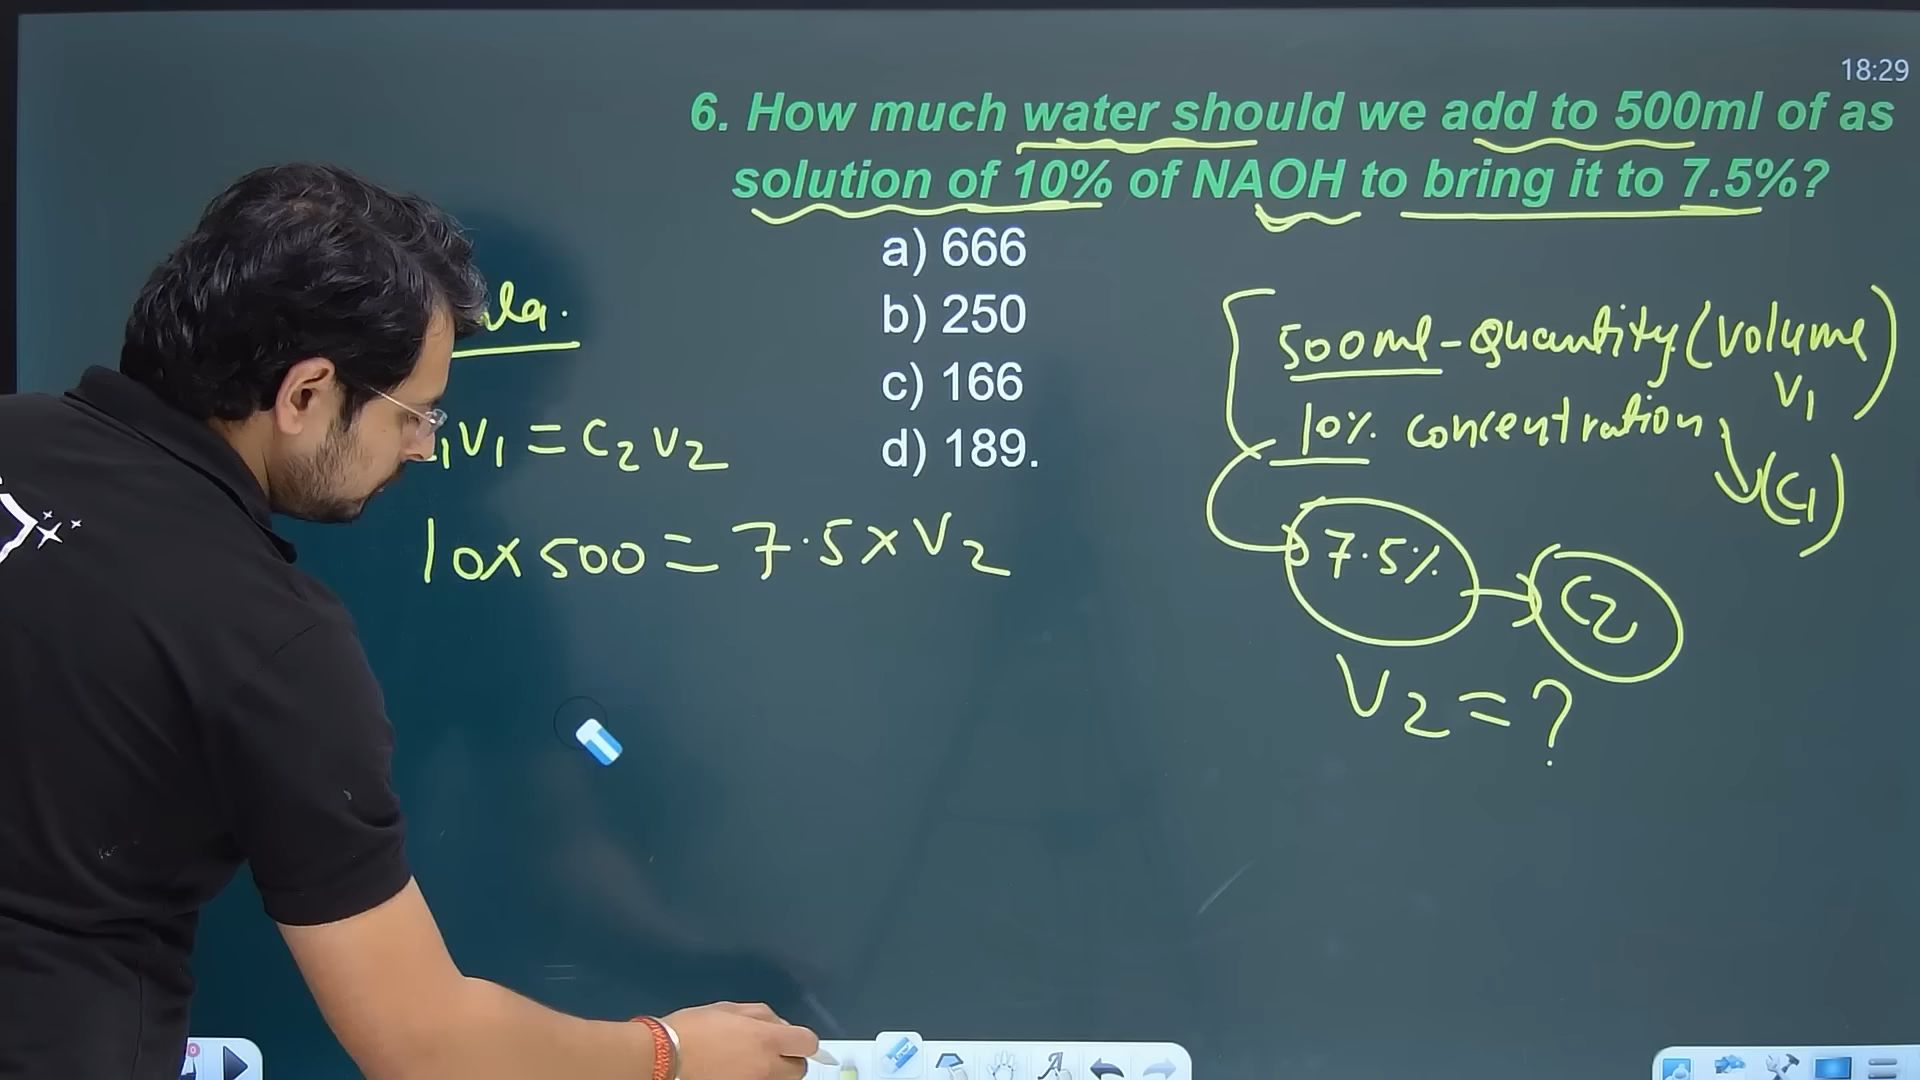 18:29
6. How much water should we add to 500ml of as
solution of 10% of NAOH to bring it to 7.5%?
a) 666
b) 250
c) 166
d) 189.
V1 = C2 V2
10 x 500 = 7.5 x V2
500ml - Quantity (Volume)
V1
10% concentration
(C1)
7.5%
C2
V2 = ?